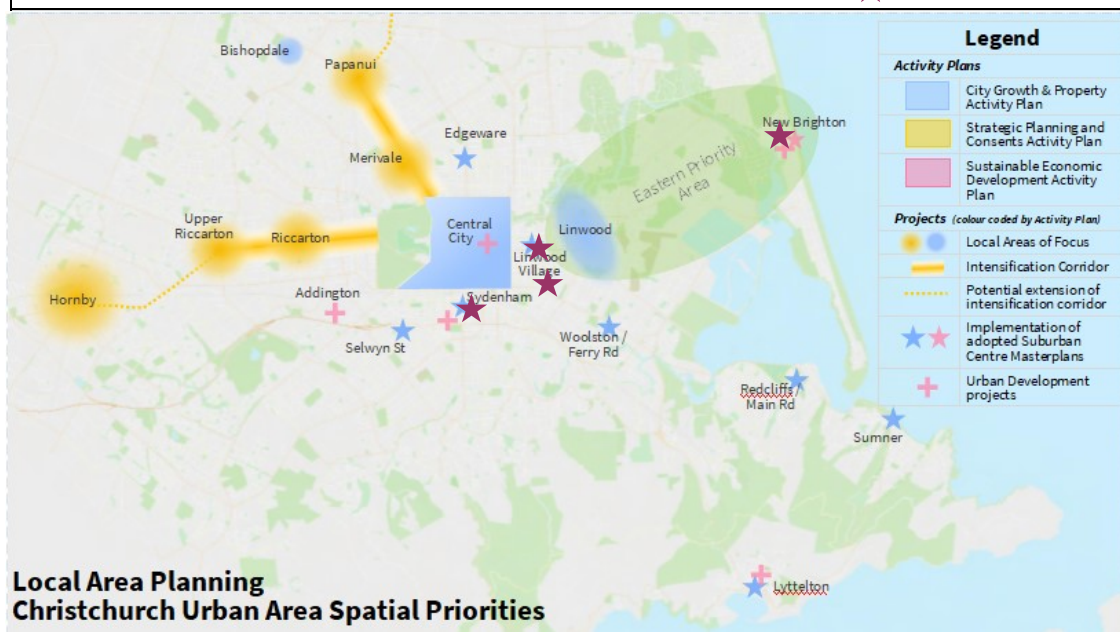 Legend
Activity Plans
City Growth & Property
Activity Plan
Strategic Planning and
Consents Activity Plan
Sustainable Economic
Development Activity
Plan
Projects (colour coded by Activity Plan)
Local Areas of Focus
Intensification Corridor
Potential extension of
intensification corridor
Implementation of
adopted Suburban
Centre Masterplans
Urban Development
projects
Bishopdale
Papanui
Edgeware
New Brighton
Merivale
Eastern Priority
Area
Upper
Riccarton
Riccarton
Central
City
Linwood
Linwood
Village
Hornby
Addington
Sydenham
Selwyn St
Woolston /
Ferry Rd
Redcliffs /
Main Rd
Sumner
Lyttelton
Local Area Planning
Christchurch Urban Area Spatial Priorities